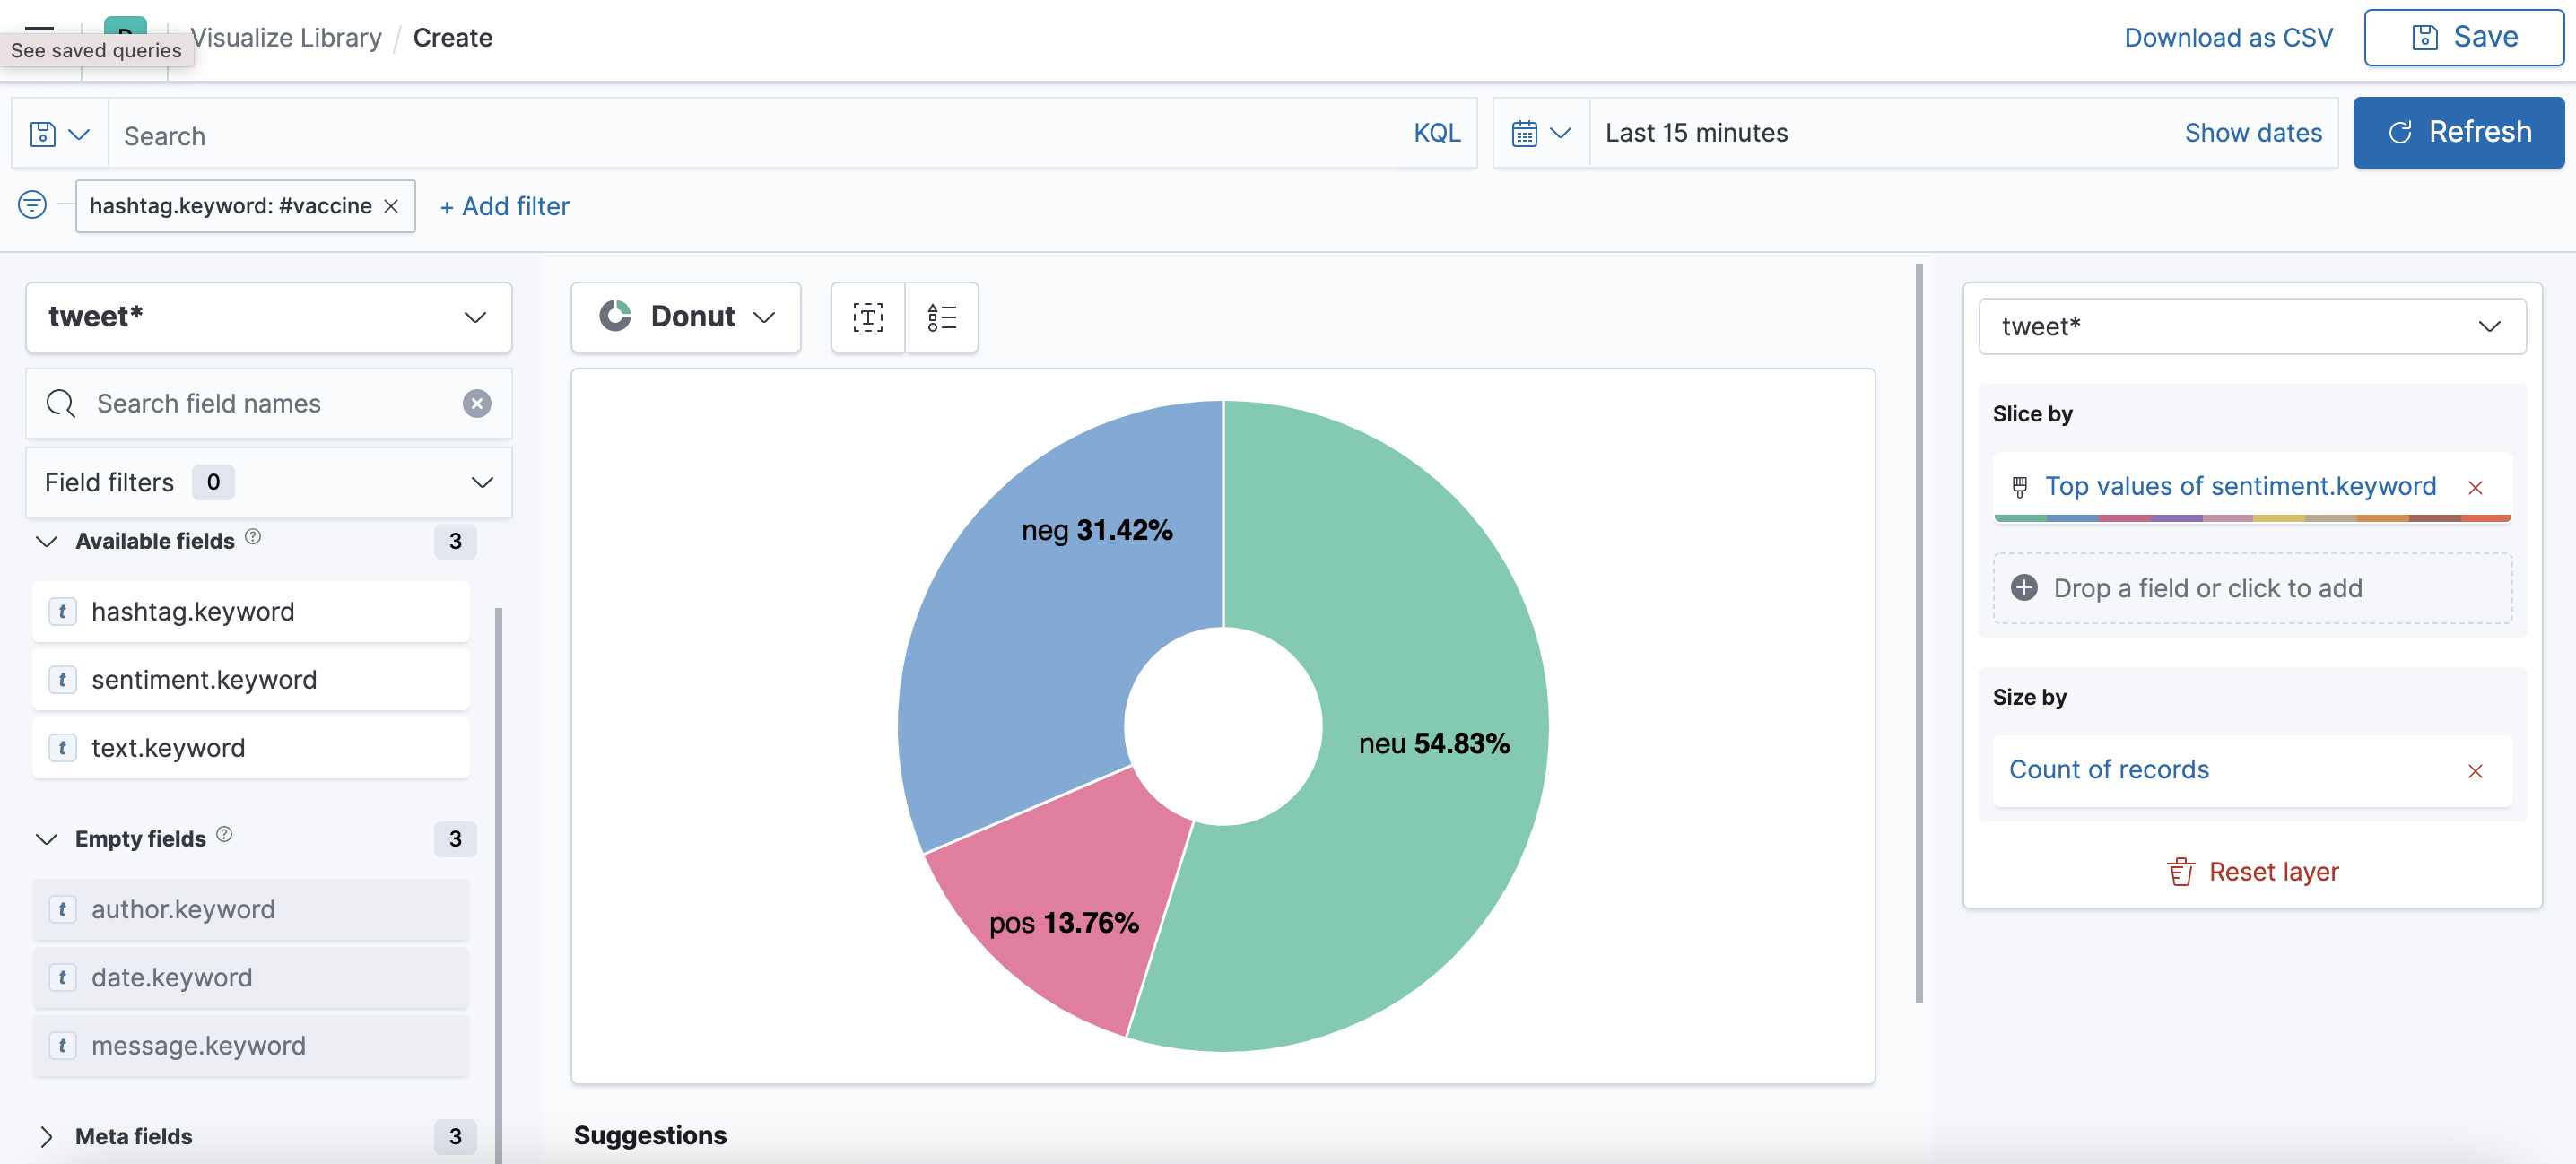 See saved queries
Visualize Library / Create
Download as CSV
Save
Search
KQL
Last 15 minutes
Show dates
Refresh
hashtag.keyword: #vaccine
+ Add filter
tweet*
Search field names
Field filters 0
Available fields 3
t hashtag.keyword
t sentiment.keyword
t text.keyword
Empty fields 3
t author.keyword
t date.keyword
t message.keyword
Meta fields 3
Donut
neg 31.42%
neu 54.83%
pos 13.76%
Suggestions
tweet*
Slice by
Top values of sentiment.keyword
Drop a field or click to add
Size by
Count of records
Reset layer